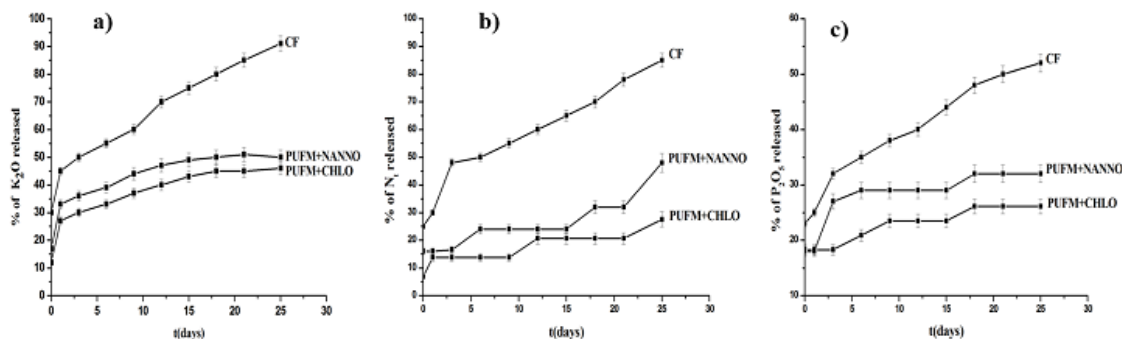 a)
100
90
80
70
60
50
40
30
20
10
0
% of K2O released
0 5 10 15 20 25 30
t(days)
CF
PUFM+NANNO
PUFM+CHLO
b)
100
90
80
70
60
50
40
30
20
10
0
% of Nt released
0 5 10 15 20 25 30
t(days)
CF
PUFM+NANNO
PUFM+CHLO
c)
60
50
40
30
20
10
% of P2O5 released
0 5 10 15 20 25 30
t(days)
CF
PUFM+NANNO
PUFM+CHLO